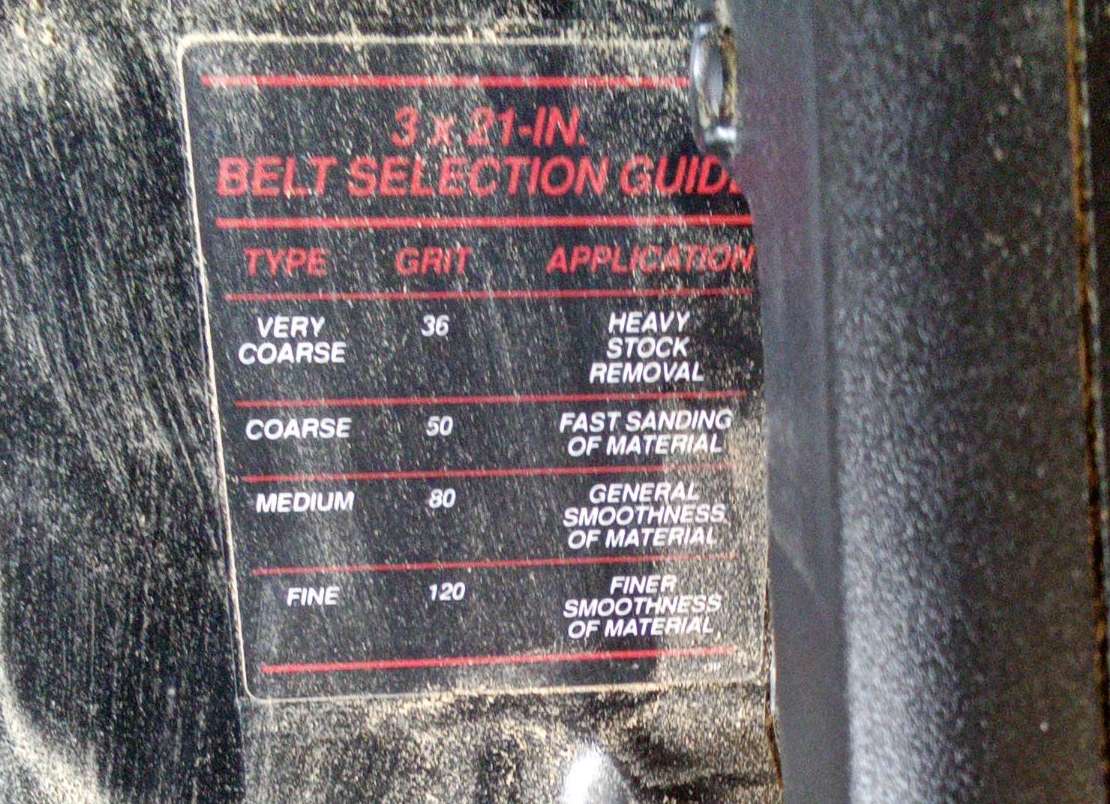 3 x 21-IN.
BELT SELECTION GUIDE
TYPE GRIT APPLICATION
VERY COARSE 36 HEAVY STOCK REMOVAL
COARSE 50 FAST SANDING OF MATERIAL
MEDIUM 80 GENERAL SMOOTHNESS OF MATERIAL
FINE 120 FINER SMOOTHNESS OF MATERIAL